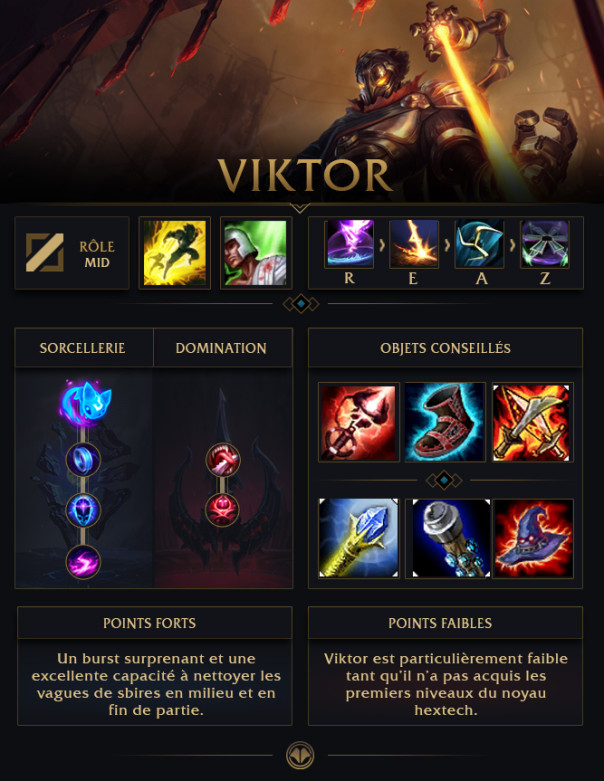 VIKTOR
RÔLE
MID
R
E
A
Z
SORCELLERIE
DOMINATION
OBJETS CONSEILLÉS
POINTS FORTS
Un burst surprenant et une
excellente capacité à nettoyer les
vagues de sbires en milieu et en
fin de partie.
POINTS FAIBLES
Viktor est particulièrement faible
tant qu'il n'a pas acquis les
premiers niveaux du noyau
hextech.